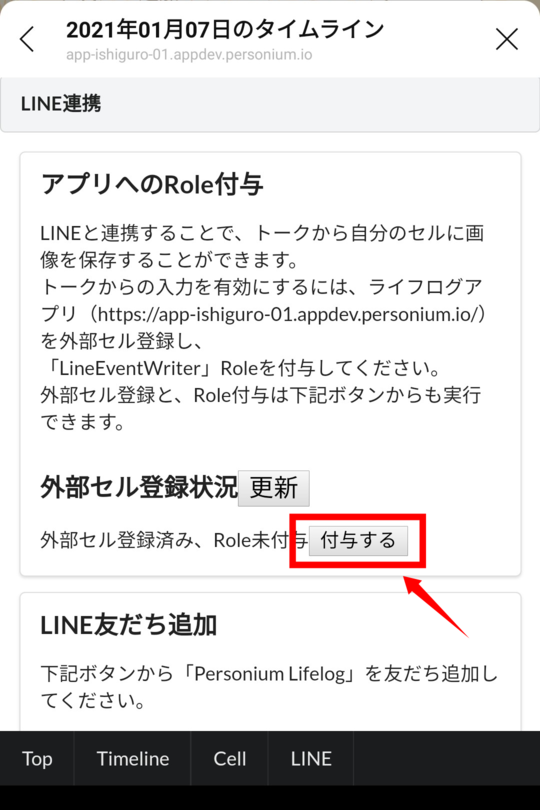 2021年01月07日のタイムライン
app-ishiguro-01.appdev.personium.io
LINE連携
アプリへのRole付与
LINEと連携することで、トークから自分のセルに画
像を保存することができます。
トークからの入力を有効にするには、ライフログア
プリ（https://app-ishiguro-01.appdev.personium.io/）
を外部セル登録し、
「LineEventWriter」Roleを付与してください。
外部セル登録と、Role付与は下記ボタンからも実行
できます。
外部セル登録状況 更新
外部セル登録済み、Role未付与 付与する
LINE友だち追加
下記ボタンから「Personium Lifelog」を友だち追加し
てください。
Top Timeline Cell LINE